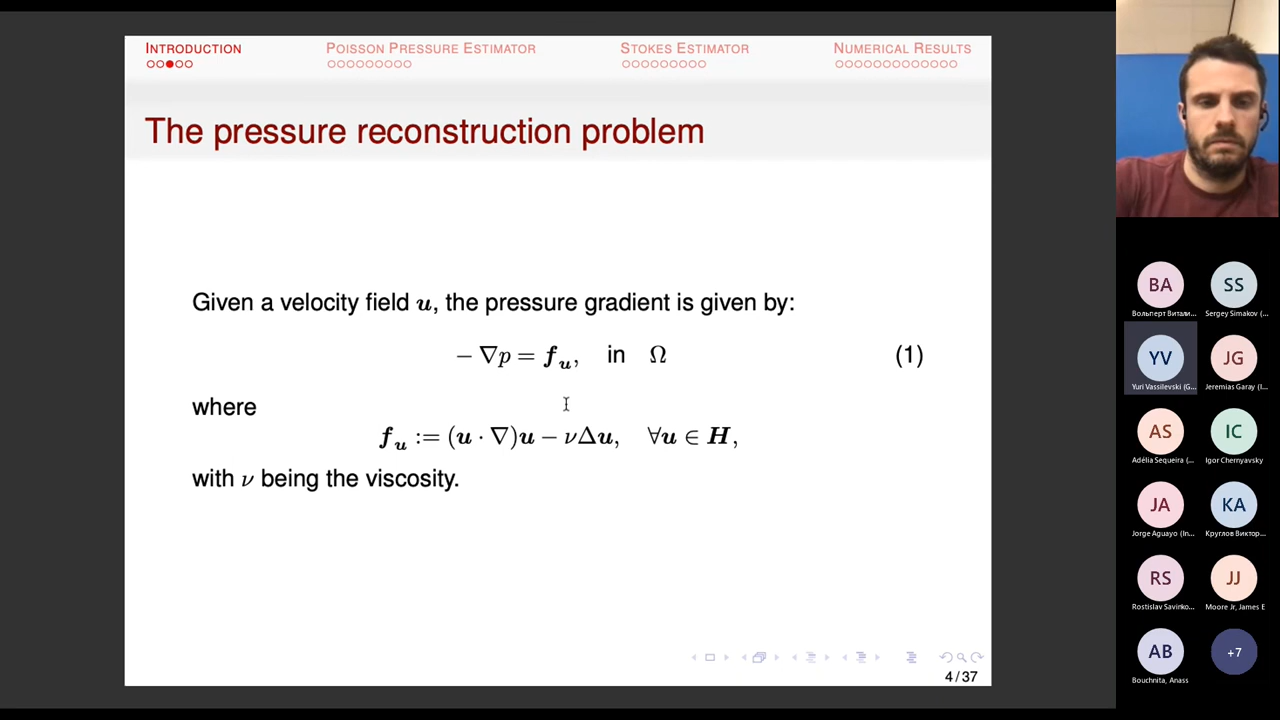 INTRODUCTION
POISSON PRESSURE ESTIMATOR
STOKES ESTIMATOR
NUMERICAL RESULTS
The pressure reconstruction problem
Given a velocity field u, the pressure gradient is given by:
− ∇p = f_u, in Ω (1)
where
f_u := (u · ∇)u − νΔu, ∀u ∈ H,
with ν being the viscosity.
4/37
BA
Вольперт Витали...
SS
Sergey Simakov (...
YV
Yuri Vassilevski (G...
JG
Jeremias Garay (I...
AS
Adélia Sequeira (...
IC
Igor Chernyavsky
JA
Jorge Aguayo (In...
KA
Круглов Виктор...
RS
Rostislav Savinko...
JJ
Moore Jr, James E
AB
Bouchnita, Anass
+7